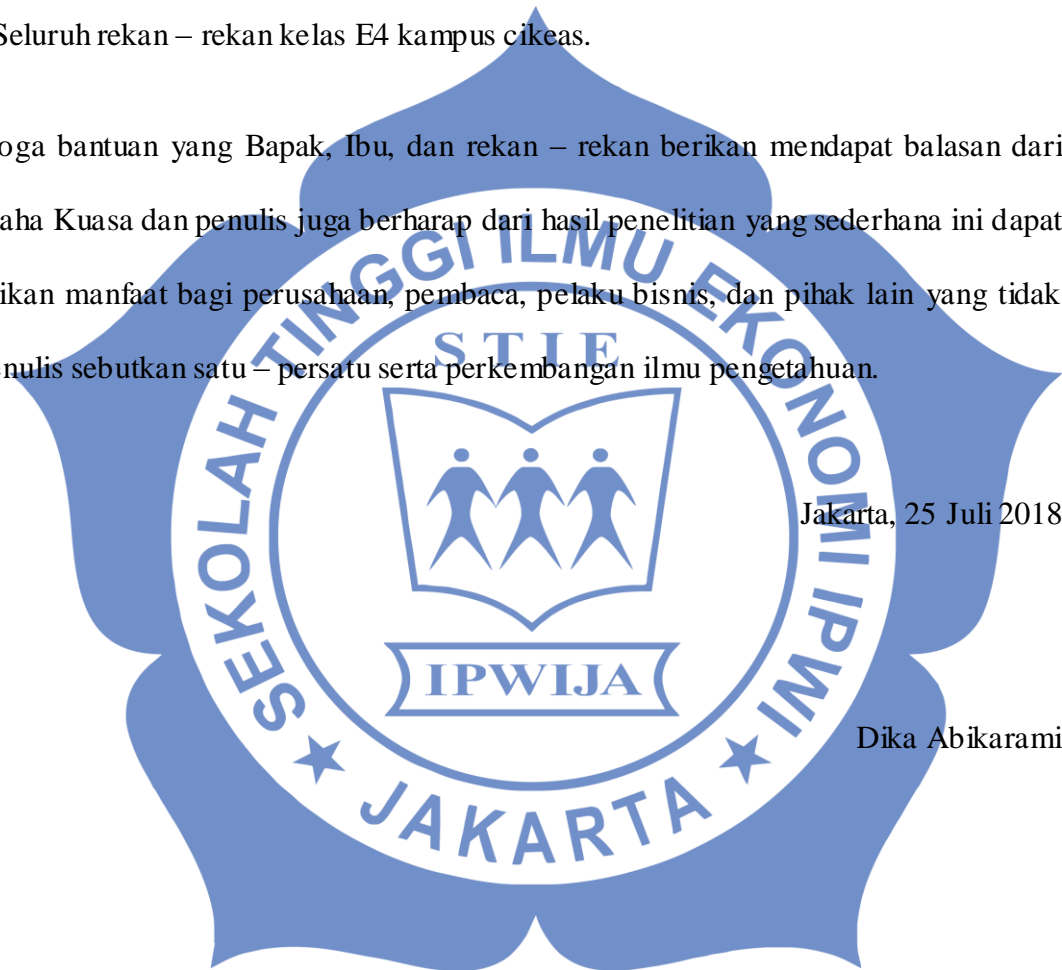 Seluruh rekan – rekan kelas E4 kampus cikeas.
oga bantuan yang Bapak, Ibu, dan rekan – rekan berikan mendapat balasan dari
aha Kuasa dan penulis juga berharap dari hasil penelitian yang sederhana ini dapat
ikan manfaat bagi perusahaan, pembaca, pelaku bisnis, dan pihak lain yang tidak
enulis sebutkan satu – persatu serta perkembangan ilmu pengetahuan.
Jakarta, 25 Juli 2018
Dika Abikarami
SEKOLAH TINGGI ILMU EKONOMI IPWI
STIE
IPWIJA
★ JAKARTA ★